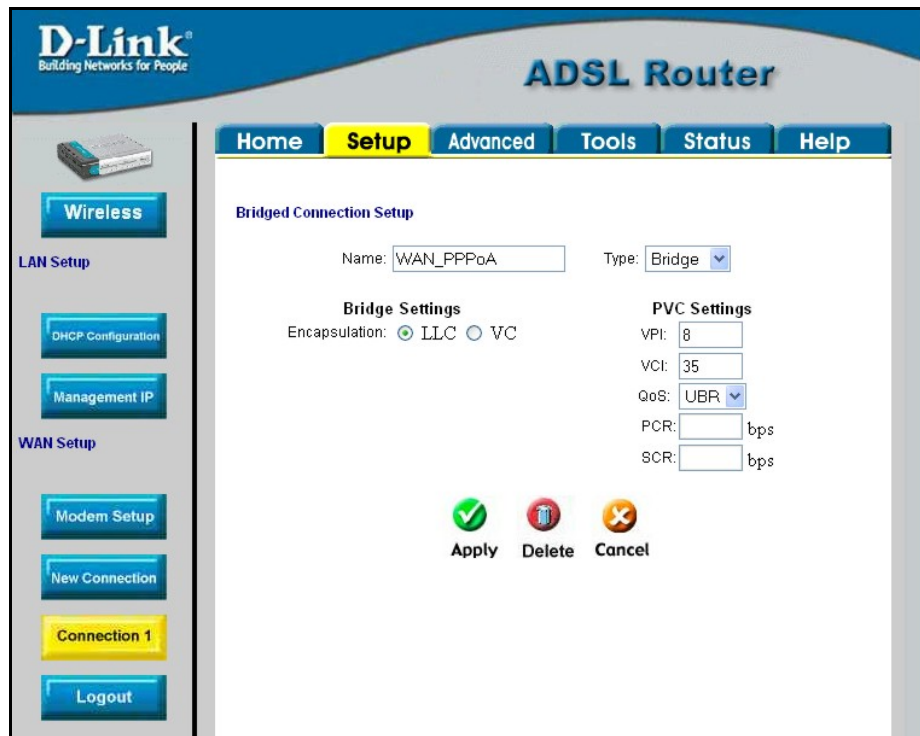 D-Link®
Building Networks for People
ADSL Router
Home Setup Advanced Tools Status Help
Wireless
LAN Setup
DHCP Configuration
Management IP
WAN Setup
Modem Setup
New Connection
Connection 1
Logout
Bridged Connection Setup
Name: WAN_PPPoA Type: Bridge
Bridge Settings
Encapsulation: LLC VC
PVC Settings
VPI: 8
VCI: 35
QoS: UBR
PCR: bps
SCR: bps
Apply Delete Cancel